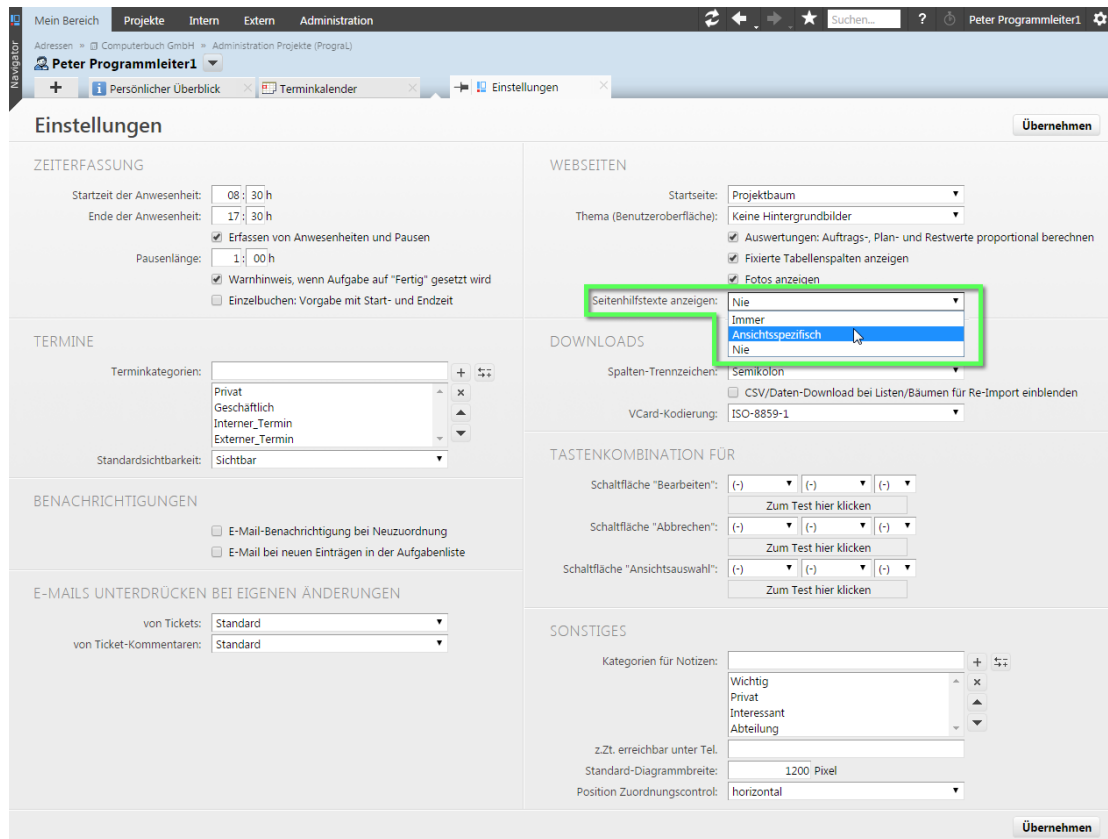 Mein Bereich Projekte Intern Extern Administration Suchen... ? Peter Programmleiter1
Navigator
Adressen » Computerbuch GmbH » Administration Projekte (PrograL)
Peter Programmleiter1
+ Persönlicher Überblick Terminkalender Einstellungen
Einstellungen
Übernehmen
ZEITERFASSUNG
Startzeit der Anwesenheit: 08 : 30 h
Ende der Anwesenheit: 17 : 30 h
Erfassen von Anwesenheiten und Pausen
Pausenlänge: 1 : 00 h
Warnhinweis, wenn Aufgabe auf "Fertig" gesetzt wird
Einzelbuchen: Vorgabe mit Start- und Endzeit
TERMINE
Terminkategorien:
Privat
Geschäftlich
Interner_Termin
Externer_Termin
Standardsichtbarkeit: Sichtbar
BENACHRICHTIGUNGEN
E-Mail-Benachrichtigung bei Neuzuordnung
E-Mail bei neuen Einträgen in der Aufgabenliste
E-MAILS UNTERDRÜCKEN BEI EIGENEN ÄNDERUNGEN
von Tickets: Standard
von Ticket-Kommentaren: Standard
WEBSEITEN
Startseite: Projektbaum
Thema (Benutzeroberfläche): Keine Hintergrundbilder
Auswertungen: Auftrags-, Plan- und Restwerte proportional berechnen
Fixierte Tabellenspalten anzeigen
Fotos anzeigen
Seitenhilfstexte anzeigen: Nie
Immer
Ansichtsspezifisch
Nie
DOWNLOADS
Spalten-Trennzeichen: Semikolon
CSV/Daten-Download bei Listen/Bäumen für Re-Import einblenden
VCard-Kodierung: ISO-8859-1
TASTENKOMBINATION FÜR
Schaltfläche "Bearbeiten": (-) (-) (-)
Zum Test hier klicken
Schaltfläche "Abbrechen": (-) (-) (-)
Zum Test hier klicken
Schaltfläche "Ansichtsauswahl": (-) (-) (-)
Zum Test hier klicken
SONSTIGES
Kategorien für Notizen:
Wichtig
Privat
Interessant
Abteilung
z.Zt. erreichbar unter Tel.
Standard-Diagrammbreite: 1200 Pixel
Position Zuordnungscontrol: horizontal
Übernehmen